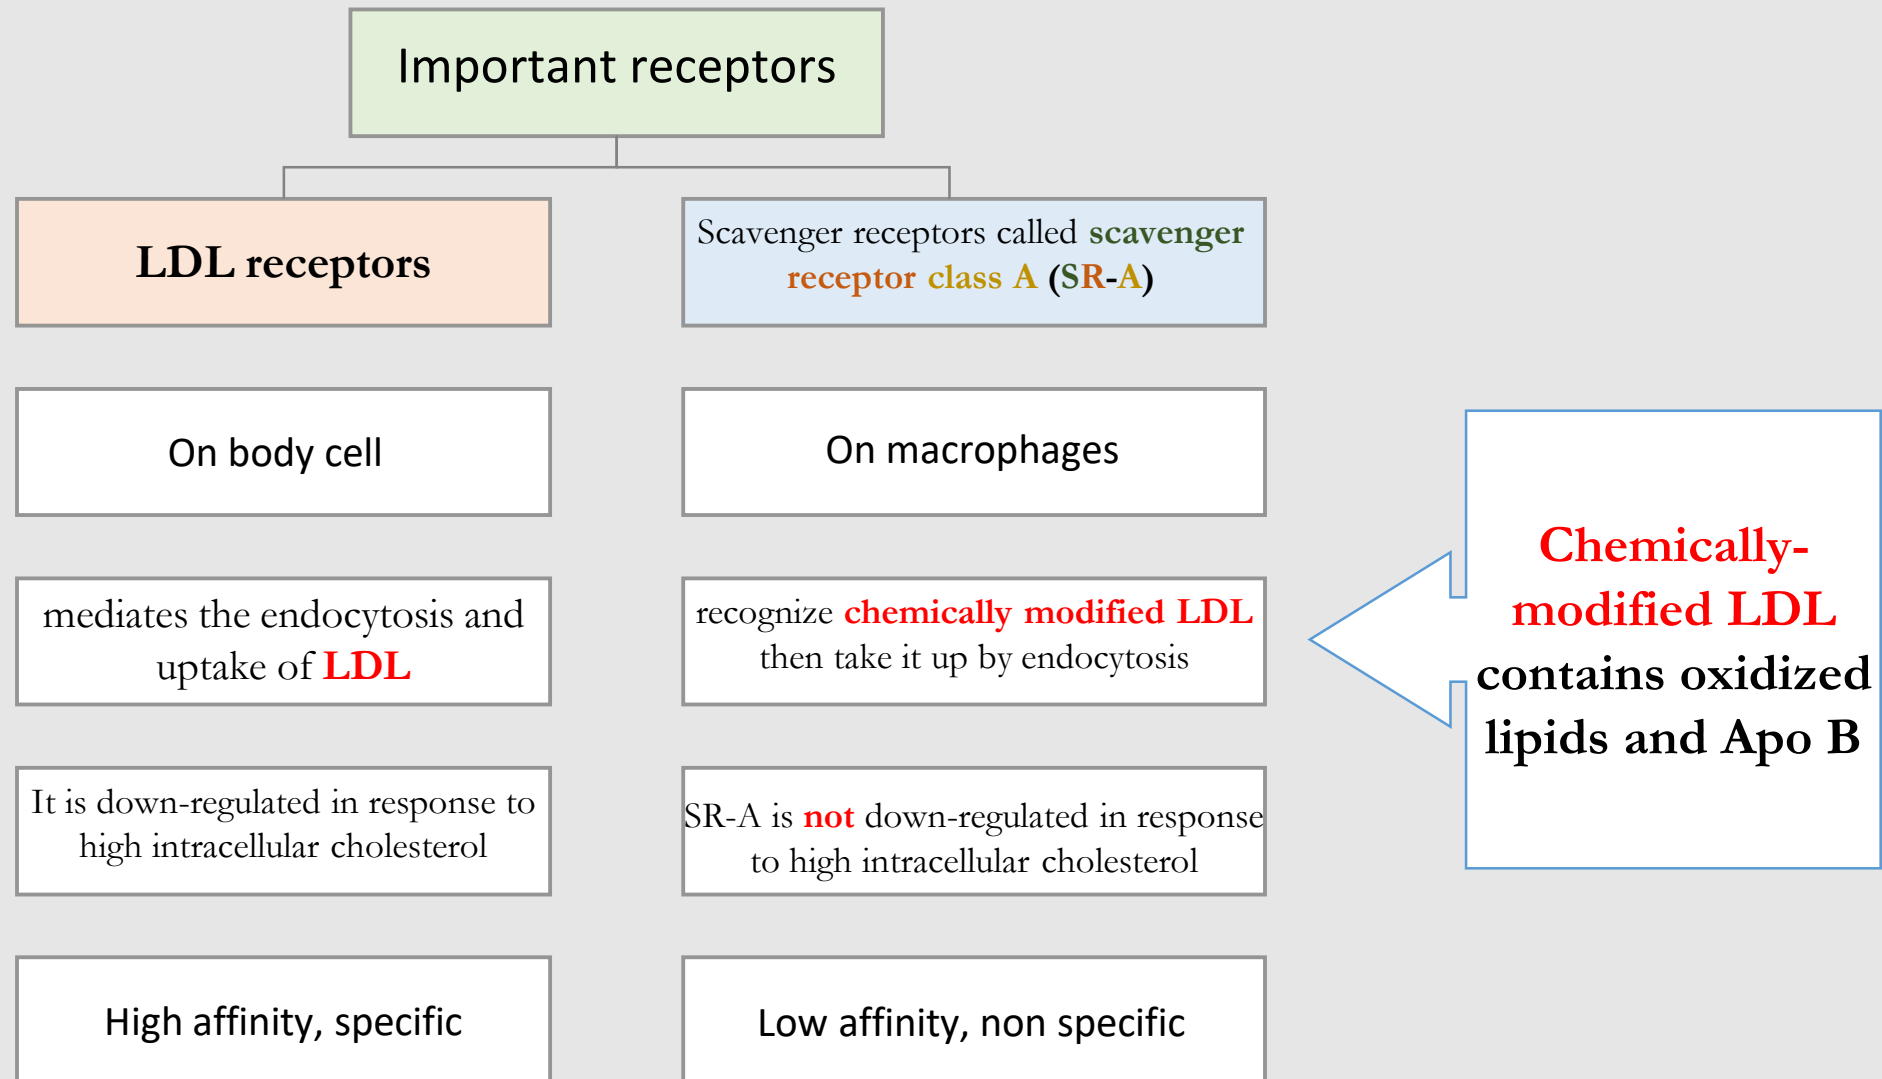 Important receptors
LDL receptors
Scavenger receptors called scavenger
receptor class A (SR-A)
On body cell
On macrophages
mediates the endocytosis and
uptake of LDL
recognize chemically modified LDL
then take it up by endocytosis
Chemically-
modified LDL
contains oxidized
lipids and Apo B
It is down-regulated in response to
high intracellular cholesterol
SR-A is not down-regulated in response
to high intracellular cholesterol
High affinity, specific
Low affinity, non specific